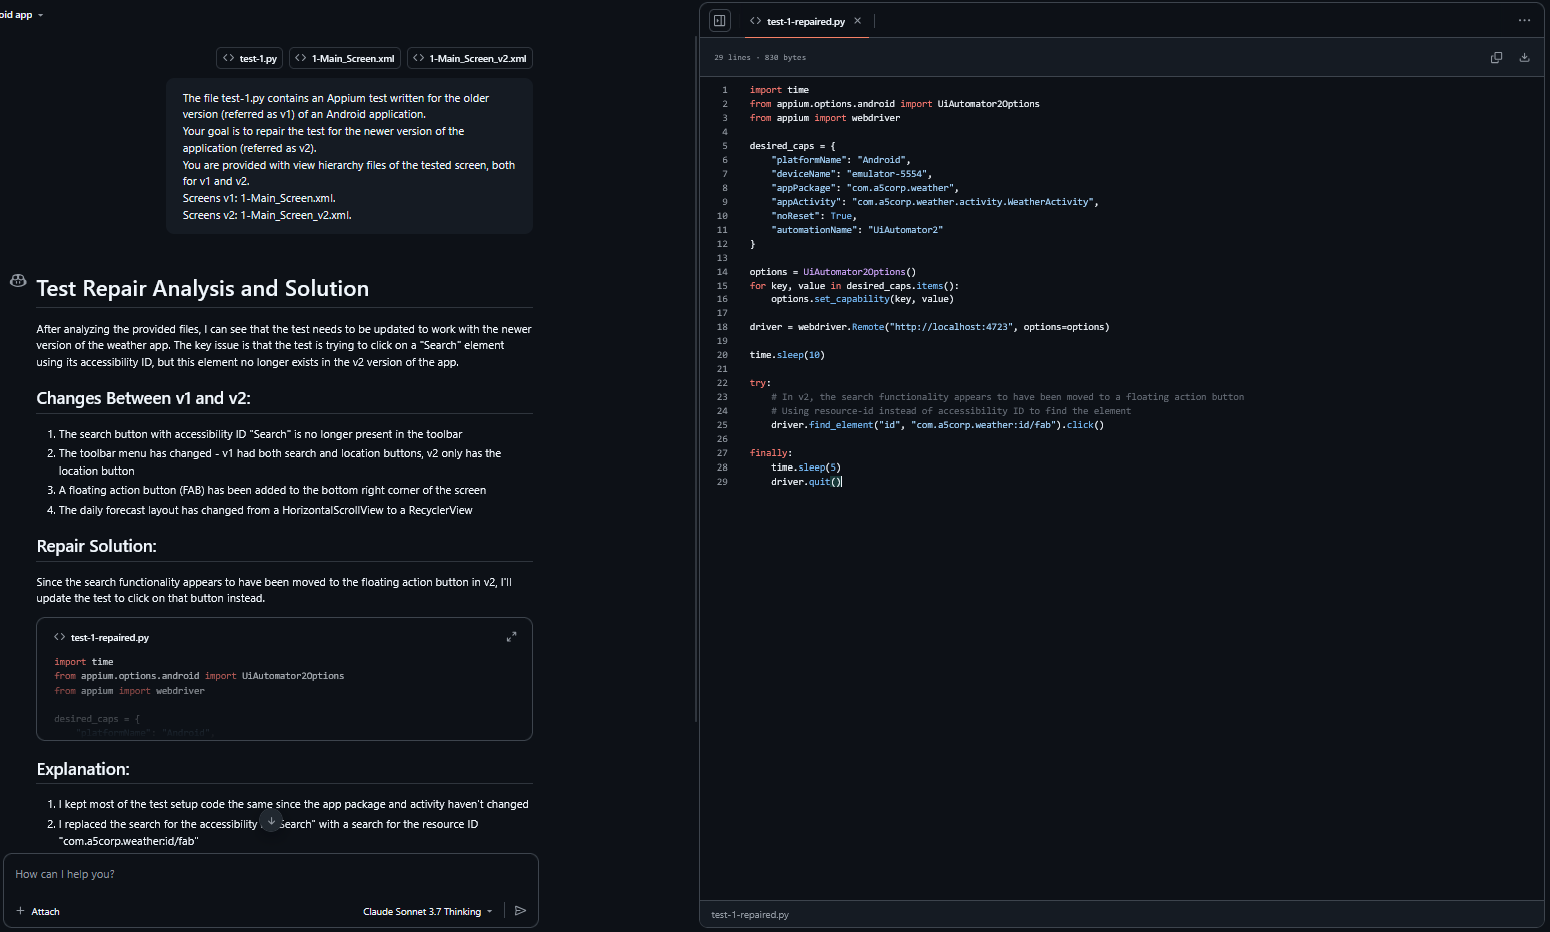 oid app
test-1.py
1-Main_Screen.xml
1-Main_Screen_v2.xml
The file test-1.py contains an Appium test written for the older
version (referred as v1) of an Android application.
Your goal is to repair the test for the newer version of the
application (referred as v2).
You are provided with view hierarchy files of the tested screen, both
for v1 and v2.
Screens v1: 1-Main_Screen.xml.
Screens v2: 1-Main_Screen_v2.xml.
Test Repair Analysis and Solution
After analyzing the provided files, I can see that the test needs to be updated to work with the newer
version of the weather app. The key issue is that the test is trying to click on a "Search" element
using its accessibility ID, but this element no longer exists in the v2 version of the app.
Changes Between v1 and v2:
1. The search button with accessibility ID "Search" is no longer present in the toolbar
2. The toolbar menu has changed - v1 had both search and location buttons, v2 only has the
location button
3. A floating action button (FAB) has been added to the bottom right corner of the screen
4. The daily forecast layout has changed from a HorizontalScrollView to a RecyclerView
Repair Solution:
Since the search functionality appears to have been moved to the floating action button in v2, I'll
update the test to click on that button instead.
test-1-repaired.py
import time
from appium.options.android import UiAutomator2Options
from appium import webdriver
desired_caps = {
"platformName": "Android",
Explanation:
1. I kept most of the test setup code the same since the app package and activity haven't changed
2. I replaced the search for the accessibility Search" with a search for the resource ID
"com.a5corp.weather:id/fab"
How can I help you?
+ Attach
Claude Sonnet 3.7 Thinking
test-1-repaired.py
29 lines · 830 bytes
1 import time
2 from appium.options.android import UiAutomator2Options
3 from appium import webdriver
4
5 desired_caps = {
6 "platformName": "Android",
7 "deviceName": "emulator-5554",
8 "appPackage": "com.a5corp.weather",
9 "appActivity": "com.a5corp.weather.activity.WeatherActivity",
10 "noReset": True,
11 "automationName": "UiAutomator2"
12 }
13
14 options = UiAutomator2Options()
15 for key, value in desired_caps.items():
16 options.set_capability(key, value)
17
18 driver = webdriver.Remote("http://localhost:4723", options=options)
19
20 time.sleep(10)
21
22 try:
23 # In v2, the search functionality appears to have been moved to a floating action button
24 # Using resource-id instead of accessibility ID to find the element
25 driver.find_element("id", "com.a5corp.weather:id/fab").click()
26
27 finally:
28 time.sleep(5)
29 driver.quit()
test-1-repaired.py